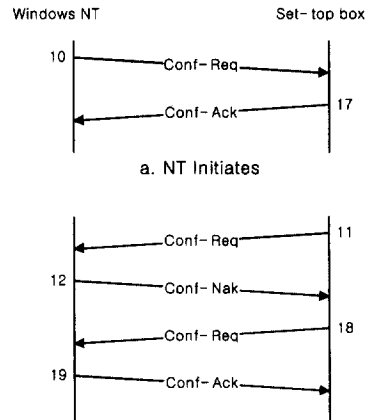 Windows NT Set-top box
10 Conf-Req
Conf-Ack 17
a. NT Initiates
Conf-Req 11
12 Conf-Nak
Conf-Req 18
19 Conf-Ack